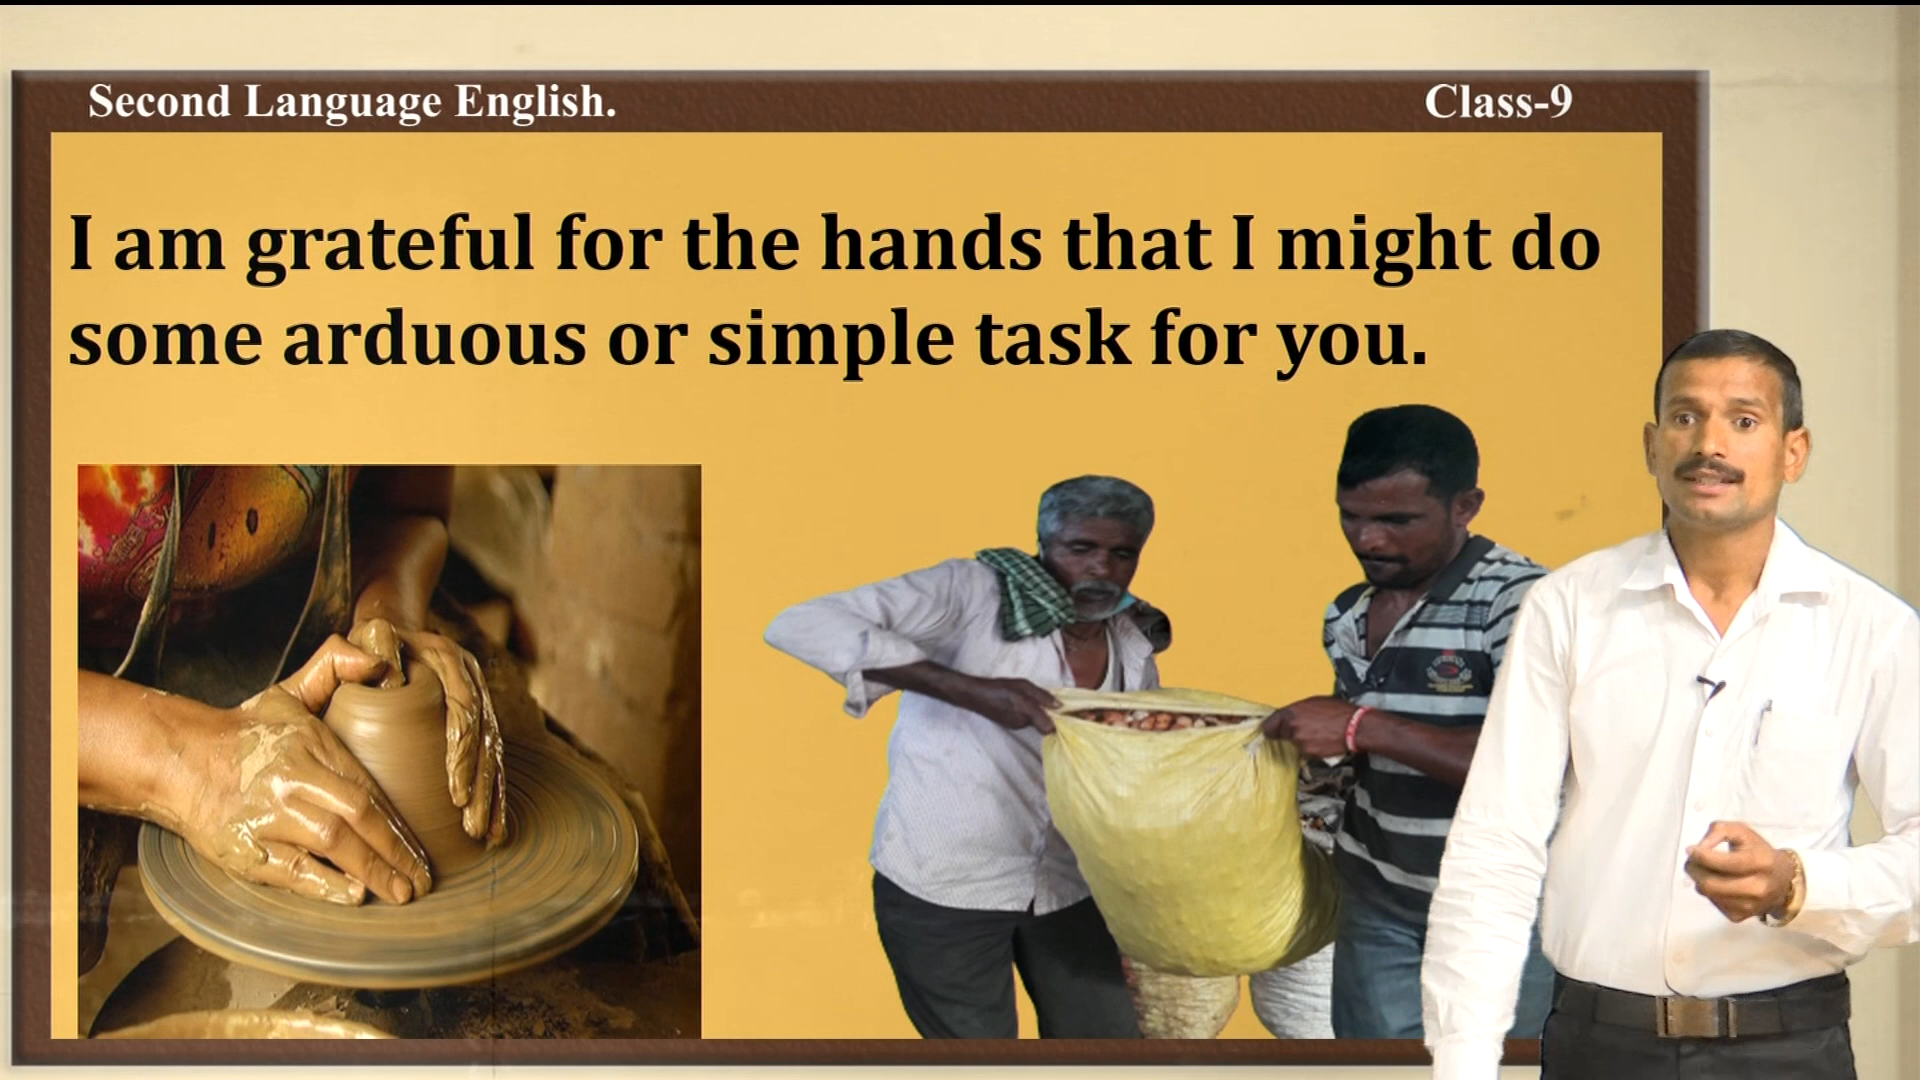 Second Language English.
Class-9
I am grateful for the hands that I might do
some arduous or simple task for you.